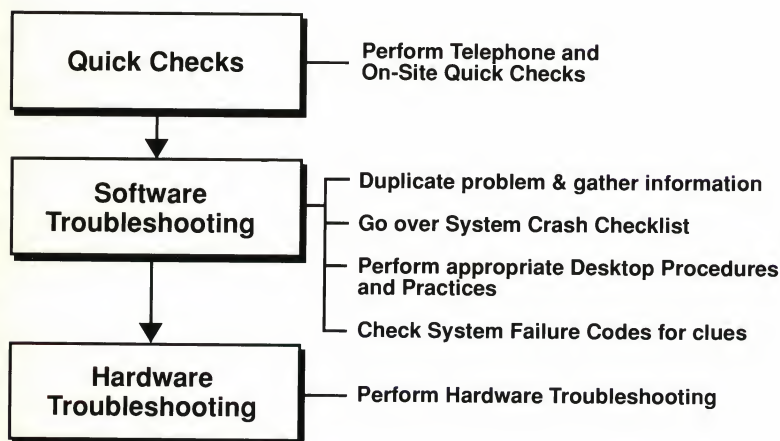 Quick Checks
Perform Telephone and
On-Site Quick Checks
Software
Troubleshooting
Duplicate problem & gather information
Go over System Crash Checklist
Perform appropriate Desktop Procedures
and Practices
Check System Failure Codes for clues
Hardware
Troubleshooting
Perform Hardware Troubleshooting